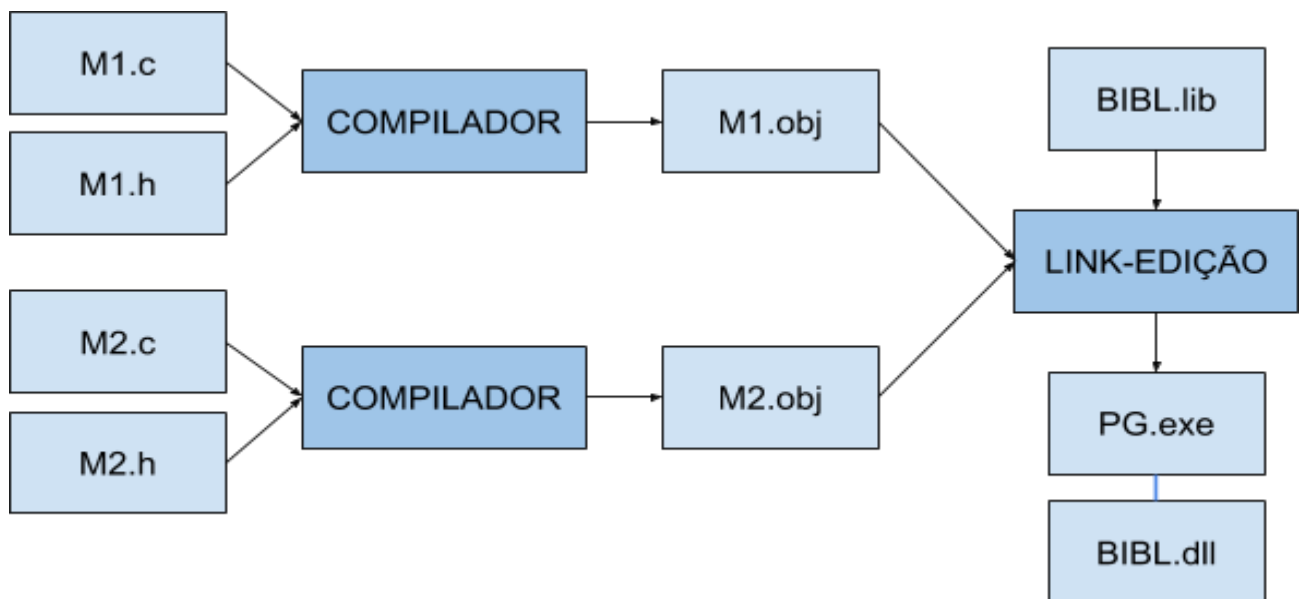 M1.c
M1.h
COMPILADOR
M1.obj
M2.c
M2.h
COMPILADOR
M2.obj
BIBL.lib
LINK-EDIÇÃO
PG.exe
BIBL.dll